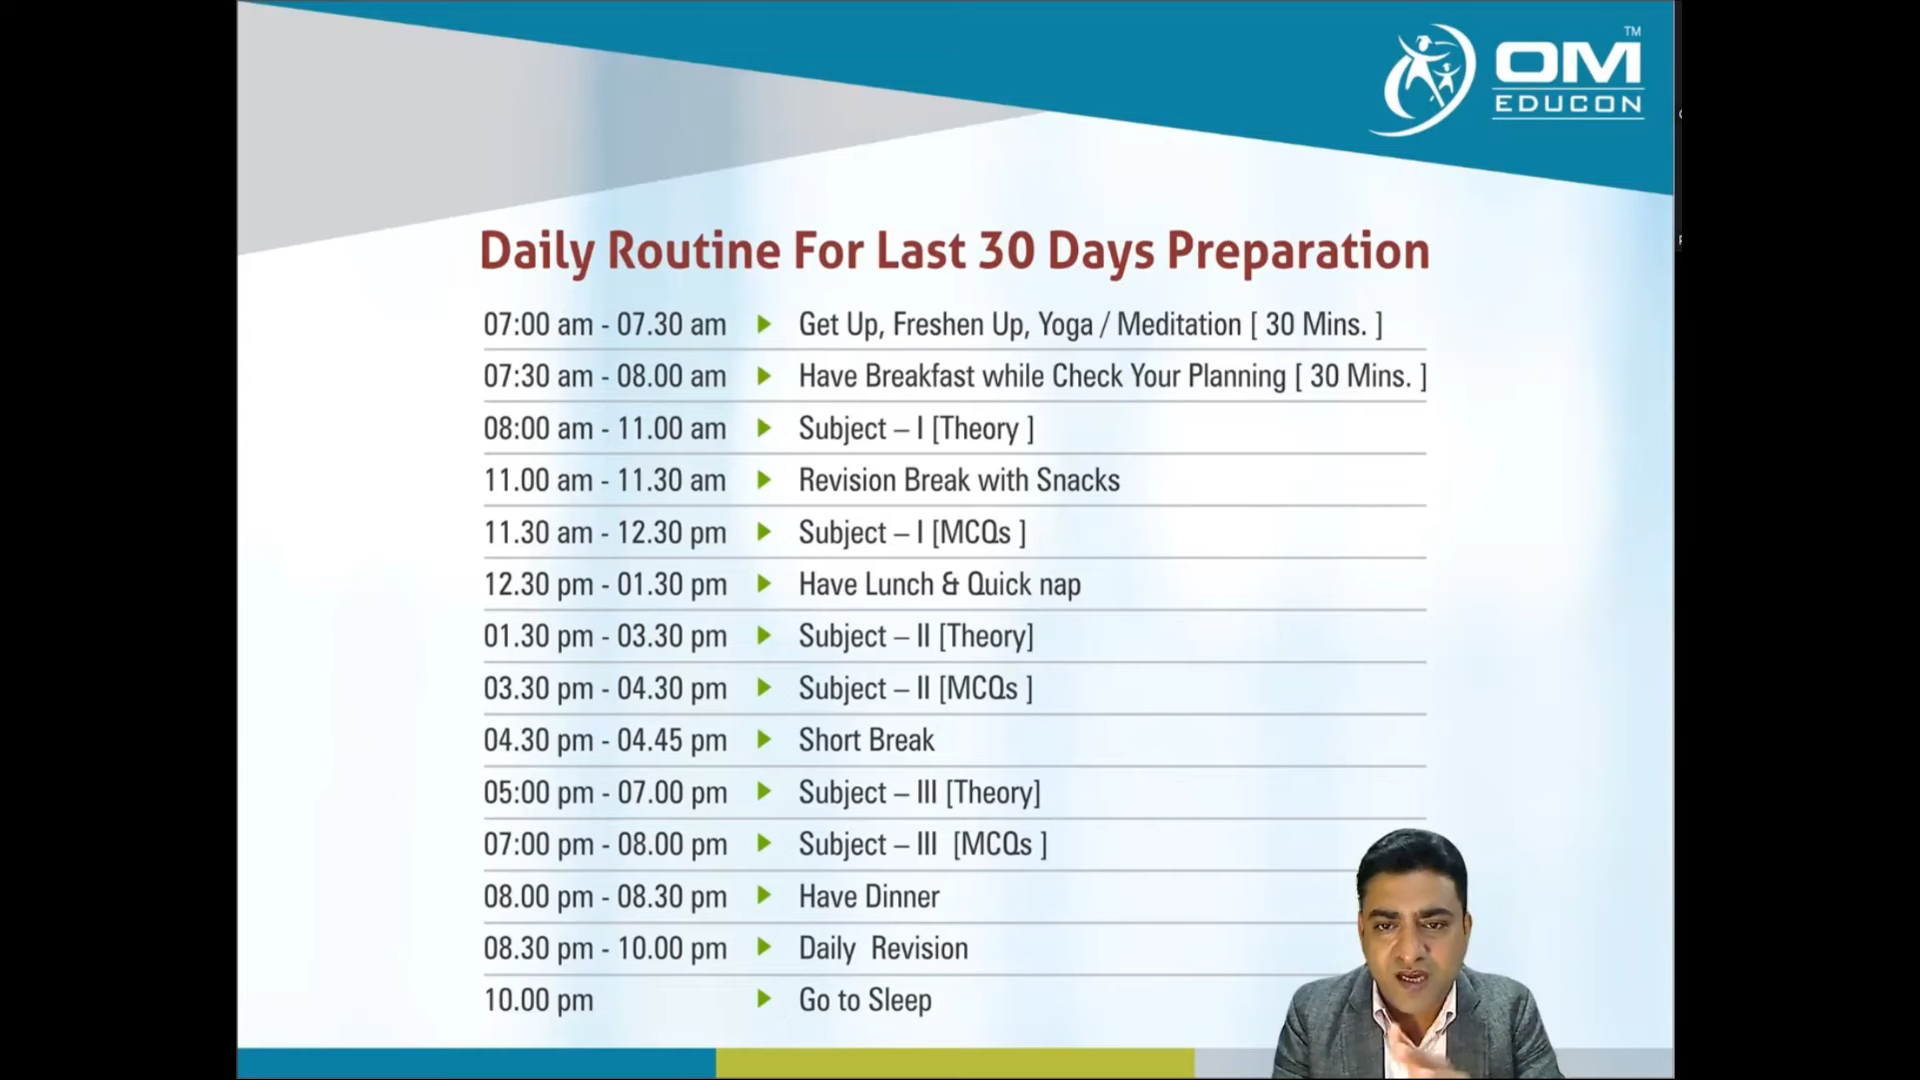 OM TM
EDUCON
Daily Routine For Last 30 Days Preparation
07:00 am - 07.30 am Get Up, Freshen Up, Yoga / Meditation [ 30 Mins. ]
07:30 am - 08.00 am Have Breakfast while Check Your Planning [ 30 Mins. ]
08:00 am - 11.00 am Subject – I [Theory ]
11.00 am - 11.30 am Revision Break with Snacks
11.30 am - 12.30 pm Subject – I [MCQs ]
12.30 pm - 01.30 pm Have Lunch & Quick nap
01.30 pm - 03.30 pm Subject – II [Theory]
03.30 pm - 04.30 pm Subject – II [MCQs ]
04.30 pm - 04.45 pm Short Break
05:00 pm - 07.00 pm Subject – III [Theory]
07:00 pm - 08.00 pm Subject – III [MCQs ]
08.00 pm - 08.30 pm Have Dinner
08.30 pm - 10.00 pm Daily Revision
10.00 pm Go to Sleep